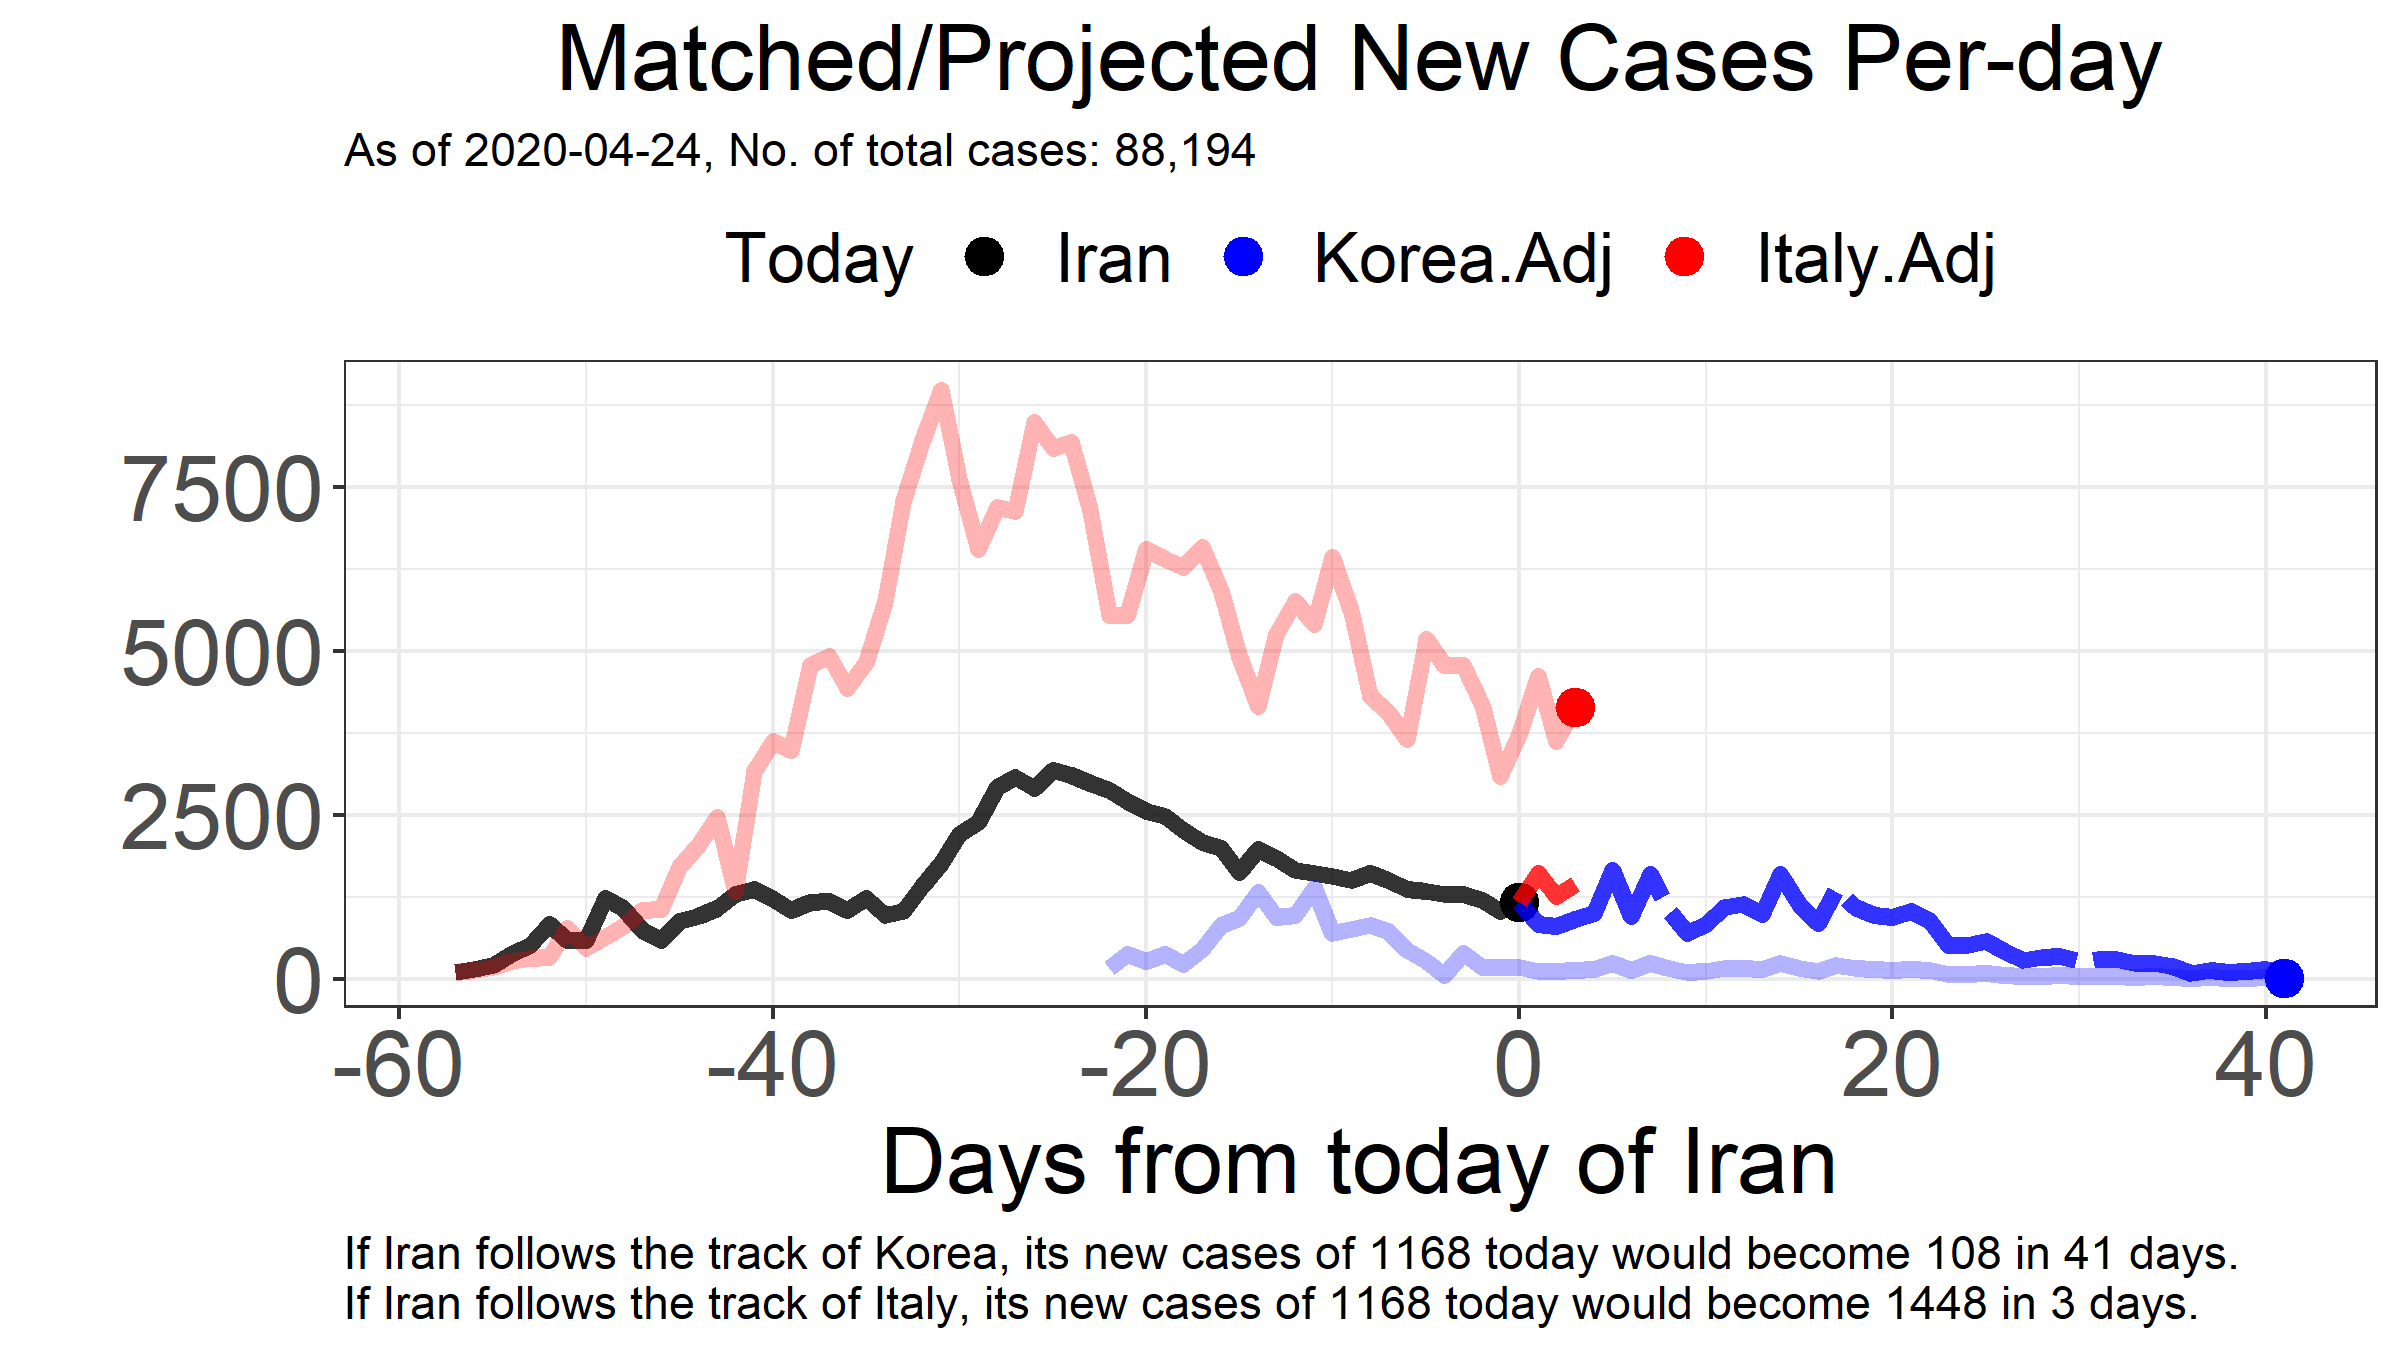 Matched/Projected New Cases Per-day
As of 2020-04-24, No. of total cases: 88,194
Today Iran Korea.Adj Italy.Adj
7500
5000
2500
0
-60 -40 -20 0 20 40
Days from today of Iran
If Iran follows the track of Korea, its new cases of 1168 today would become 108 in 41 days.
If Iran follows the track of Italy, its new cases of 1168 today would become 1448 in 3 days.